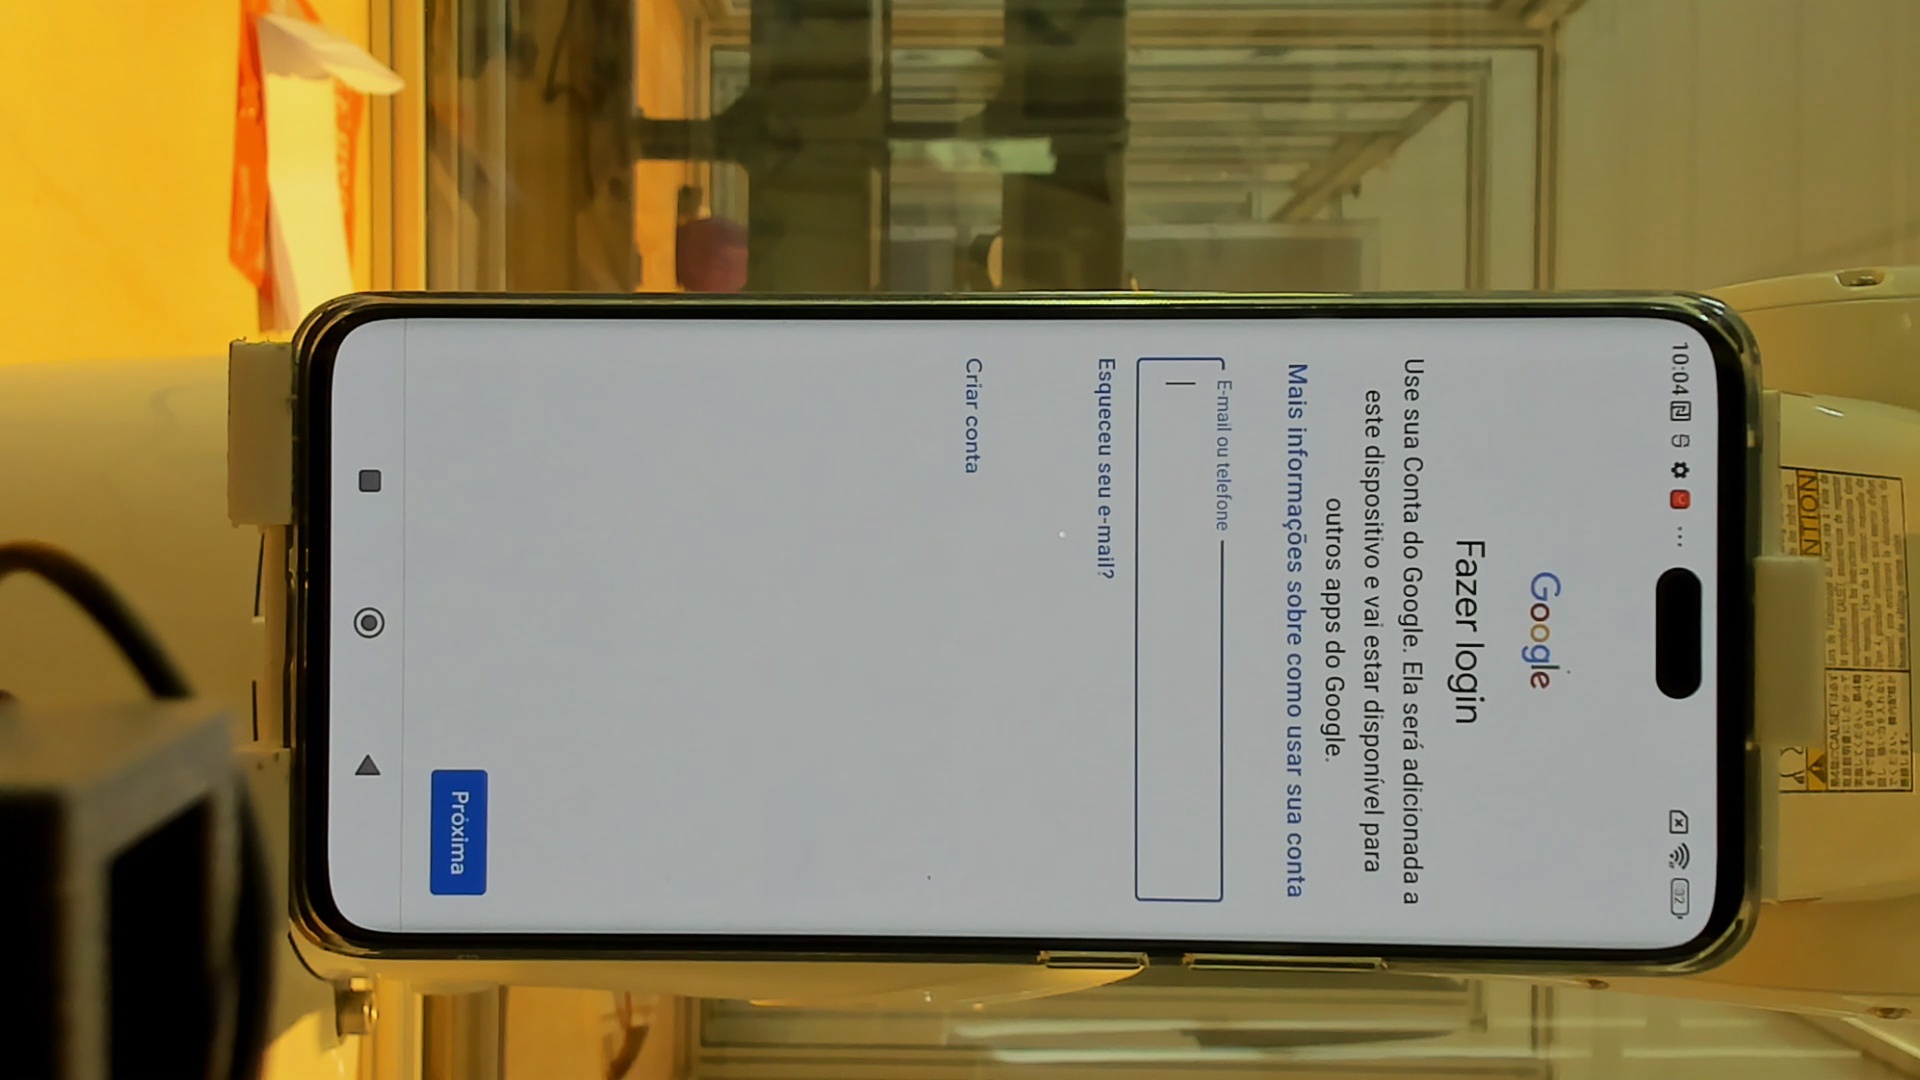 10:04
32
Google
Fazer login
Use sua Conta do Google. Ela será adicionada a
este dispositivo e vai estar disponível para
outros apps do Google.
Mais informações sobre como usar sua conta
E-mail ou telefone
Esqueceu seu e-mail?
Criar conta
Próxima